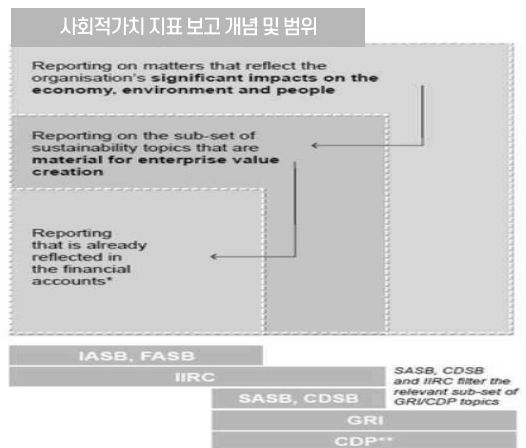 사회적가치 지표 보고 개념 및 범위
Reporting on matters that reflect the
organisation's significant impacts on the
economy, environment and people
Reporting on the sub-set of
sustainability topics that are
material for enterprise value
creation
Reporting
that is already
reflected in
the financial
accounts*
IASB, FASB
IIRC
SASB, CDSB
GRI
CDP**
SASB, CDSB
and IIRC filter the
relevant sub-set of
GRI/CDP topics